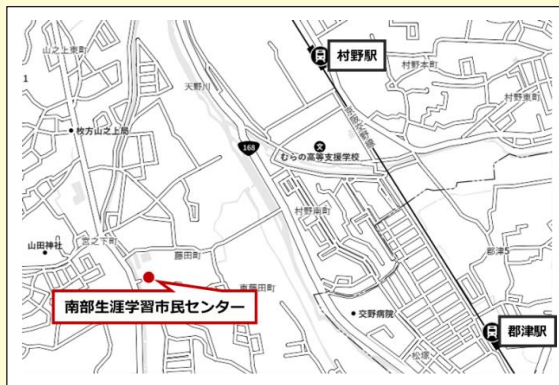 山之上東町
1
天野川
村野駅
村野本町
村野東町
京阪交野線
枚方山之上局
168
文
むらの高等支援学校
村野南町
宮之下町
山田神社
藤田町
郡津5
南部生涯学習市民センター
東藤田町
交野病院
郡津駅
松塚